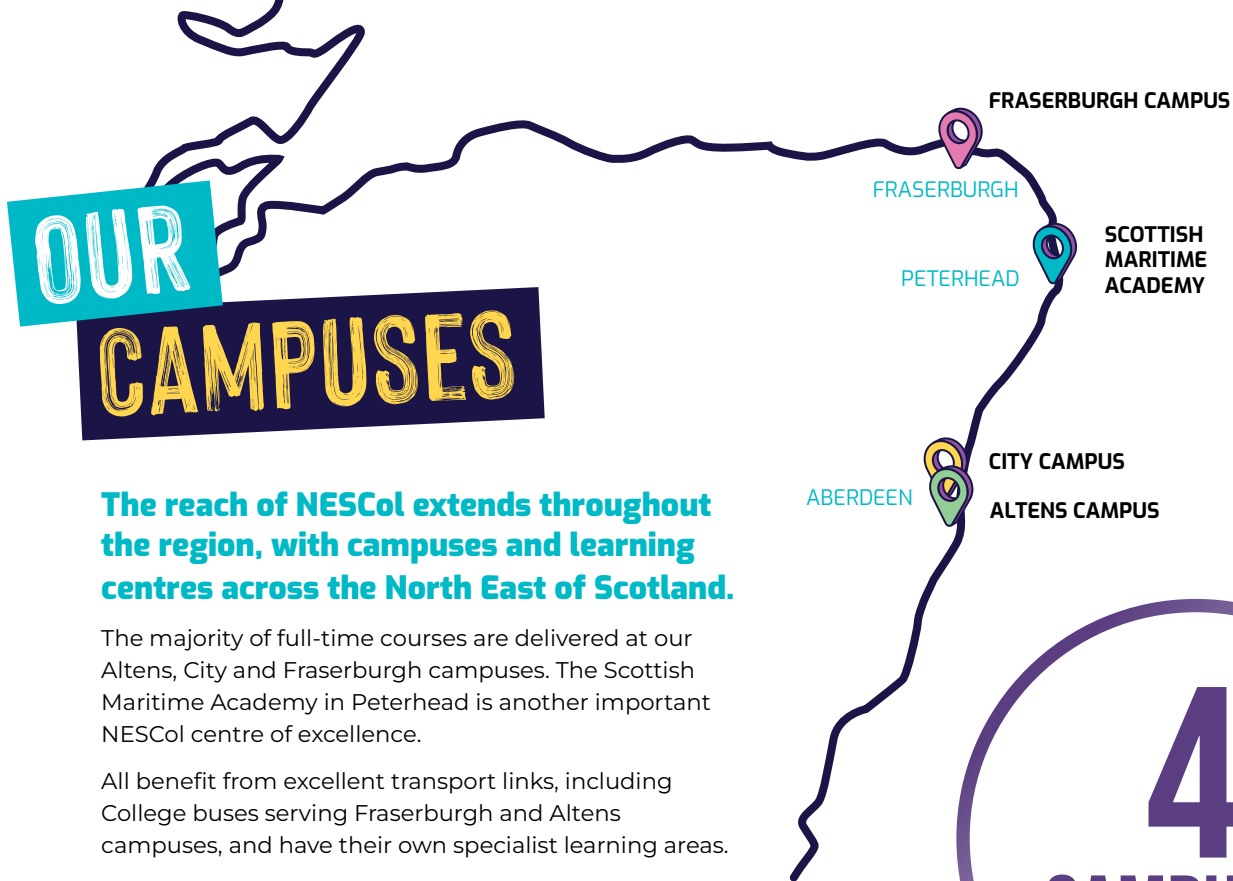 FRASERBURGH CAMPUS
FRASERBURGH
SCOTTISH
MARITIME
ACADEMY
PETERHEAD
OUR
CAMPUSES
CITY CAMPUS
ABERDEEN
ALTENS CAMPUS
The reach of NESCol extends throughout
the region, with campuses and learning
centres across the North East of Scotland.
The majority of full-time courses are delivered at our
Altens, City and Fraserburgh campuses. The Scottish
Maritime Academy in Peterhead is another important
NESCol centre of excellence.
All benefit from excellent transport links, including
College buses serving Fraserburgh and Altens
campuses, and have their own specialist learning areas.
4